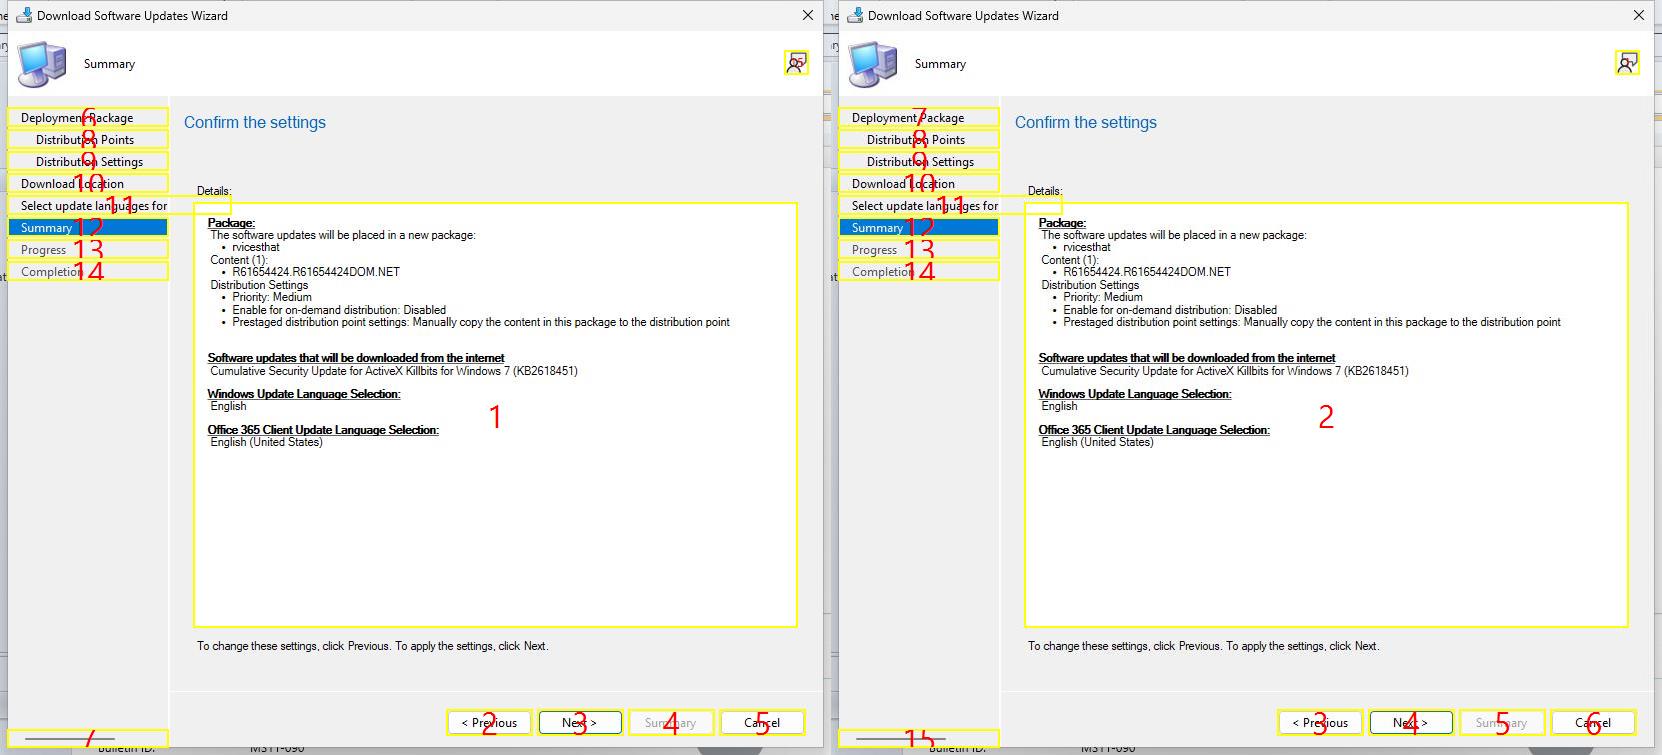 Download Software Updates Wizard
Summary
15
6
Deployment Package
8
Distribution Points
9
Distribution Settings
10
Download Location
11
Select update languages for
12
Summary
13
Progress
14
Completion
7
Confirm the settings
Details:
Package:
The software updates will be placed in a new package:
• rvicesthat
Content (1):
• R61654424.R61654424DOM.NET
Distribution Settings
• Priority: Medium
• Enable for on-demand distribution: Disabled
• Prestaged distribution point settings: Manually copy the content in this package to the distribution point
Software updates that will be downloaded from the internet
Cumulative Security Update for ActiveX Killbits for Windows 7 (KB2618451)
Windows Update Language Selection:
English
1
Office 365 Client Update Language Selection:
English (United States)
To change these settings, click Previous. To apply the settings, click Next.
< Previous
2
Next >
3
Summary
4
Cancel
5
Bulletin ID:
MS11-090
Download Software Updates Wizard
Summary
7
Deployment Package
8
Distribution Points
9
Distribution Settings
10
Download Location
11
Select update languages for
12
Summary
13
Progress
14
Completion
15
Confirm the settings
Details:
Package:
The software updates will be placed in a new package:
• rvicesthat
Content (1):
• R61654424.R61654424DOM.NET
Distribution Settings
• Priority: Medium
• Enable for on-demand distribution: Disabled
• Prestaged distribution point settings: Manually copy the content in this package to the distribution point
Software updates that will be downloaded from the internet
Cumulative Security Update for ActiveX Killbits for Windows 7 (KB2618451)
Windows Update Language Selection:
English
2
Office 365 Client Update Language Selection:
English (United States)
To change these settings, click Previous. To apply the settings, click Next.
< Previous
3
Next >
4
Summary
5
Cancel
6
Bulletin ID:
MS11-090